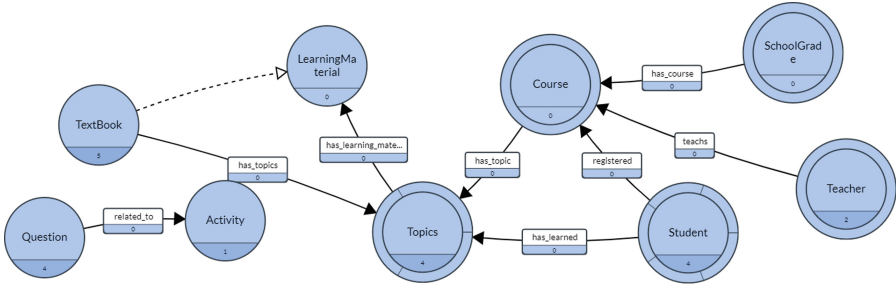 LearningMa
terial
0
SchoolGrad
e
0
has_course
0
Course
0
TextBook
5
has_learning_mate...
0
teachs
0
has_topics
0
has_topic
0
registered
0
Teacher
2
Activity
1
related_to
0
Question
4
Topics
4
has_learned
0
Student
4